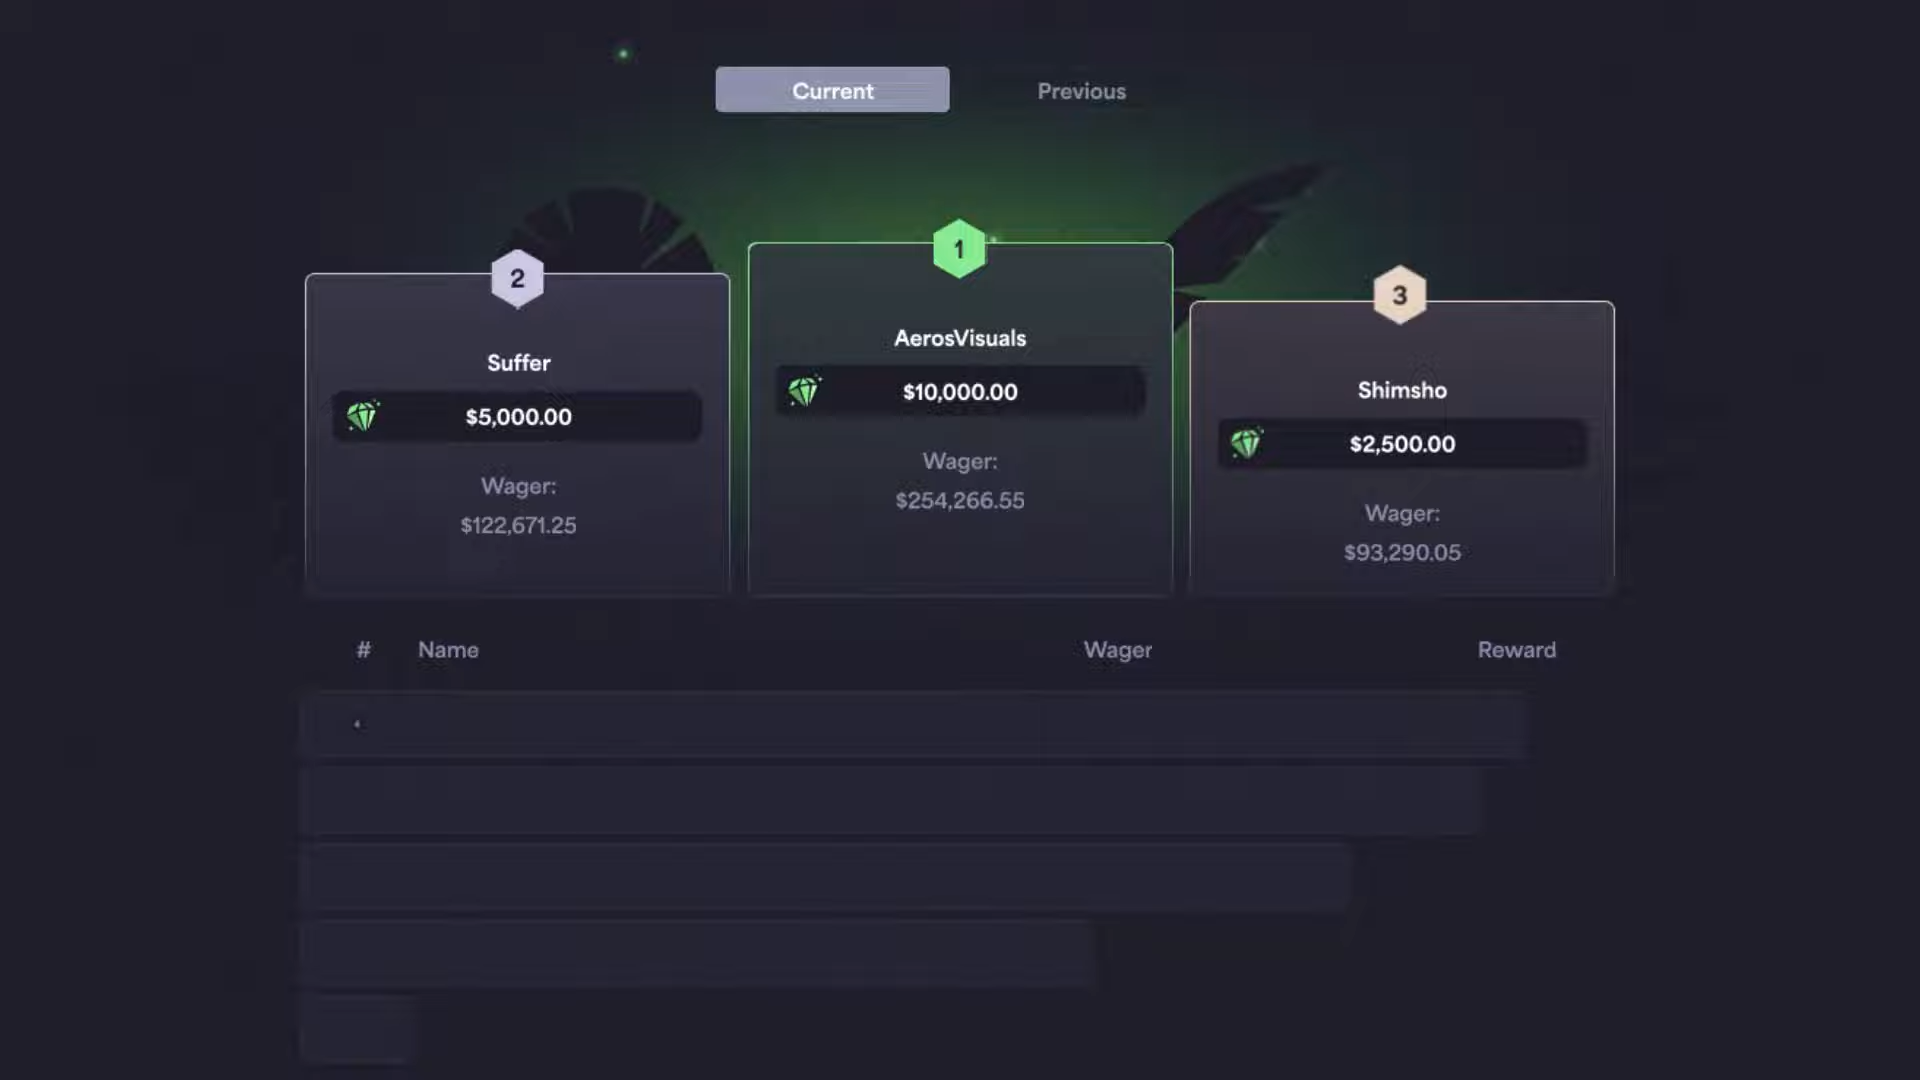 Current
Previous
2
Suffer
$5,000.00
Wager:
$122,671.25
1
AerosVisuals
$10,000.00
Wager:
$254,266.55
3
Shimsho
$2,500.00
Wager:
$93,290.05
# Name Wager Reward